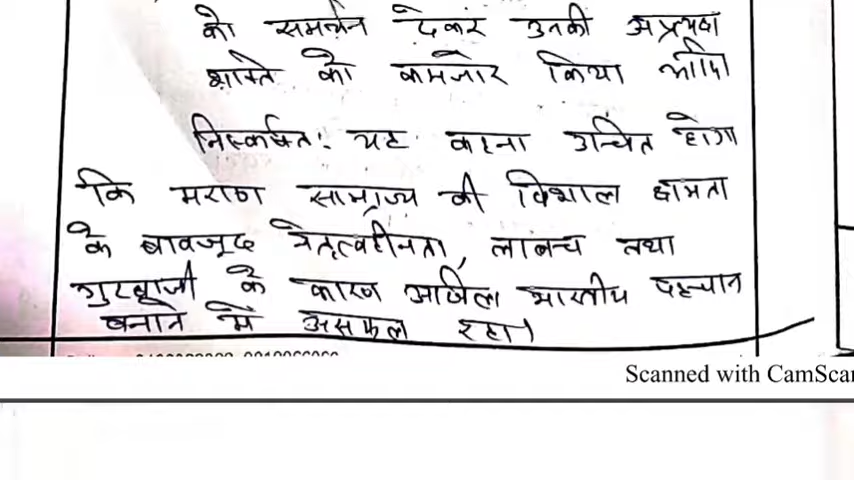 को समर्थन देकर उनकी अप्रत्यक्ष
शक्ति को कमजोर किया आदि
निष्कर्षत: यह कहना उचित होगा
कि मराठा साम्राज्य की विशाल क्षमता
के बावजूद नेतृत्वहीनता, लालच तथा
गुटबाजी के कारण अखिल भारतीय पहचान
बनाने में असफल रहा।
Scanned with CamScan